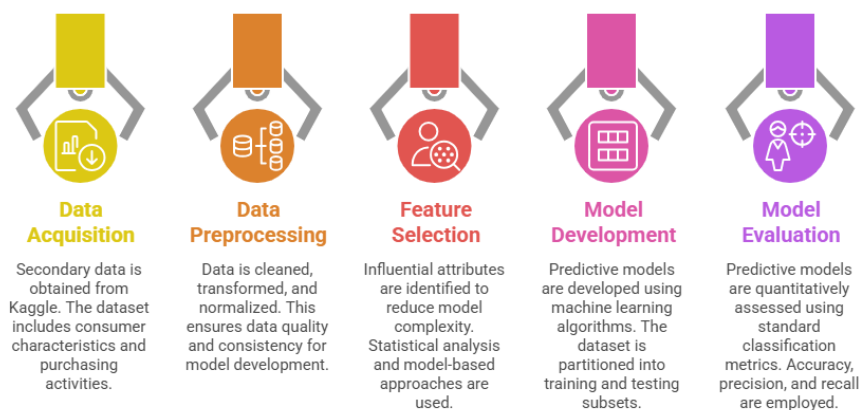 Data
Acquisition
Secondary data is
obtained from
Kaggle. The dataset
includes consumer
characteristics and
purchasing
activities.
Data
Preprocessing
Data is cleaned,
transformed, and
normalized. This
ensures data quality
and consistency for
model development.
Feature
Selection
Influential attributes
are identified to
reduce model
complexity.
Statistical analysis
and model-based
approaches are
used.
Model
Development
Predictive models
are developed using
machine learning
algorithms. The
dataset is
partitioned into
training and testing
subsets.
Model
Evaluation
Predictive models
are quantitatively
assessed using
standard
classification
metrics. Accuracy,
precision, and recall
are employed.